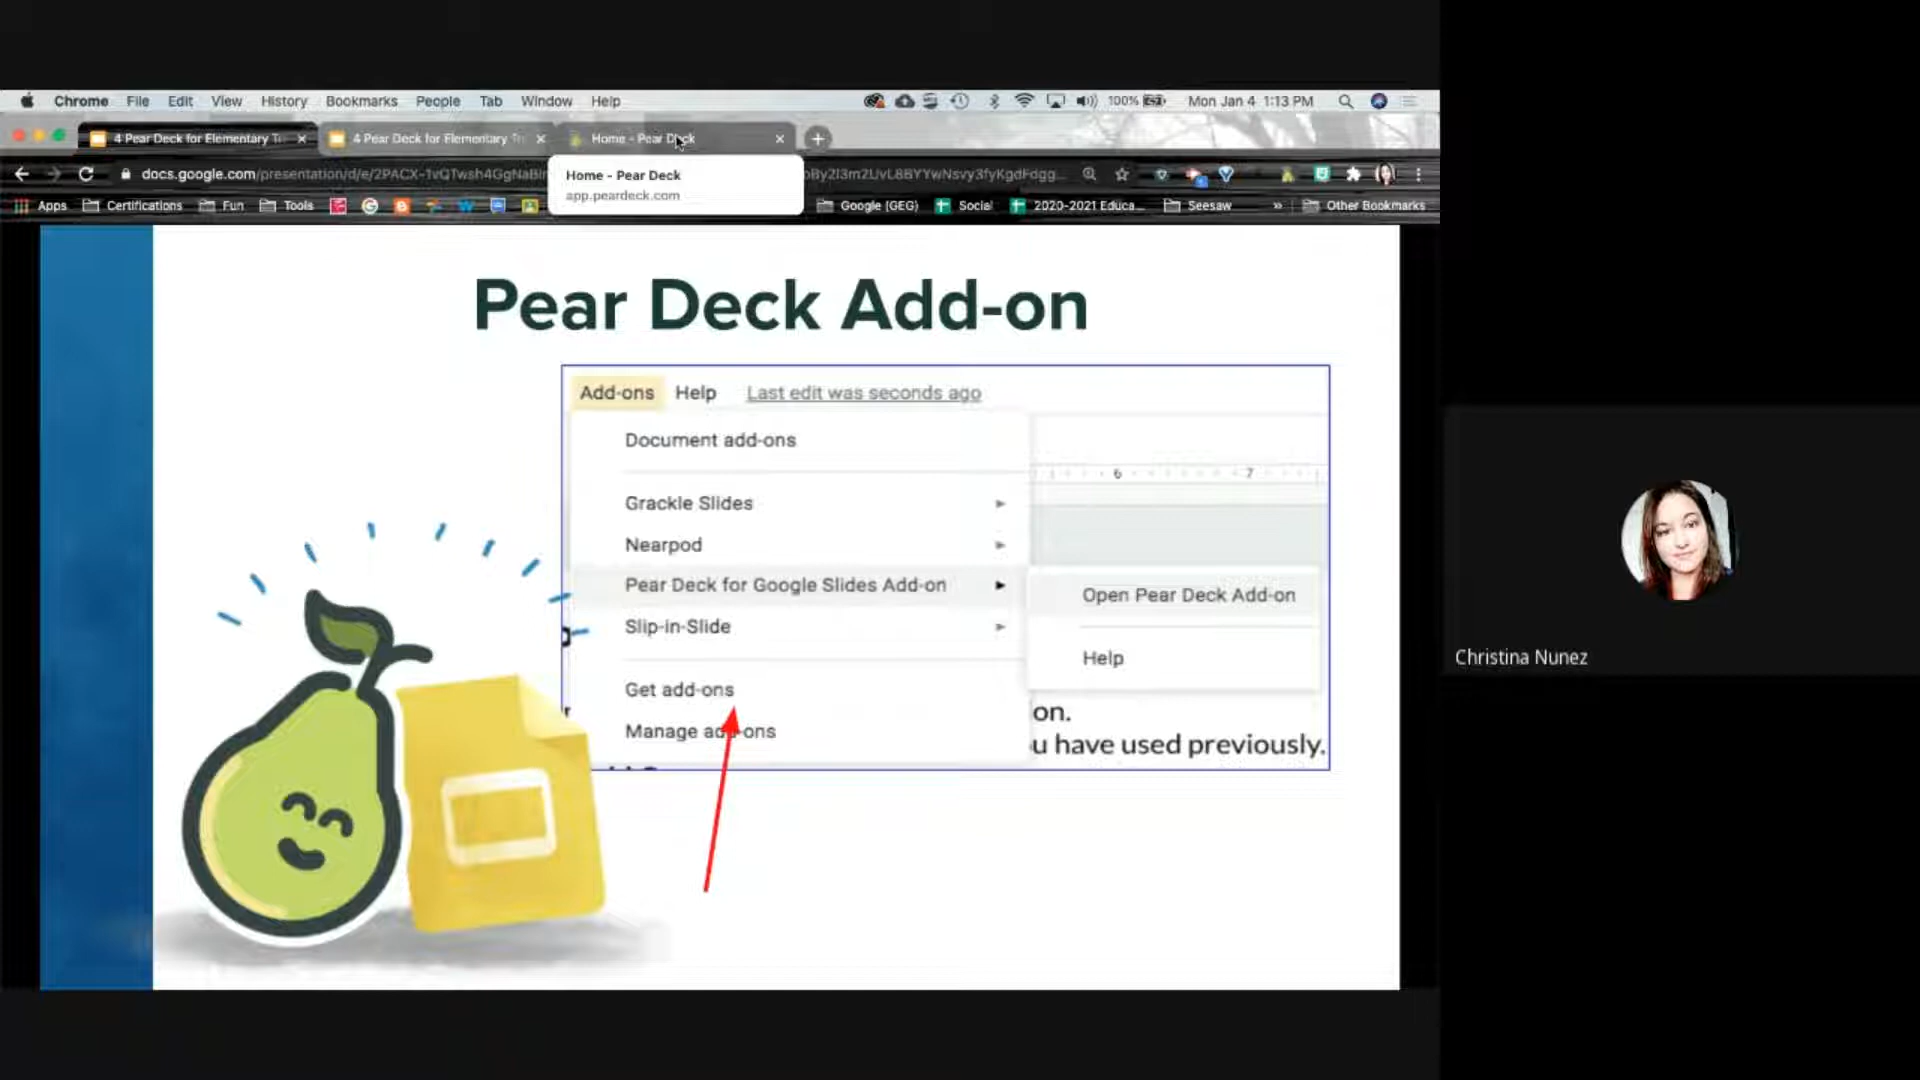 Chrome File Edit View History Bookmarks People Tab Window Help 100% Mon Jan 4 1:13 PM
4 Pear Deck for Elementary 4 Pear Deck for Elementary Home - Pear Deck
docs.google.com/presentation/d/e/
Home - Pear Deck
app.peardeck.com
Apps Certifications Fun Tools Google (GEG) Social 2020-2021 Educa... Seesaw » Other Bookmarks
Pear Deck Add-on
Add-ons Help Last edit was seconds ago
Document add-ons
6 7
Grackle Slides
Nearpod
Pear Deck for Google Slides Add-on
Open Pear Deck Add-on
Slip-in-Slide
Help
Get add-ons
on.
Manage add-ons
u have used previously.
Christina Nunez